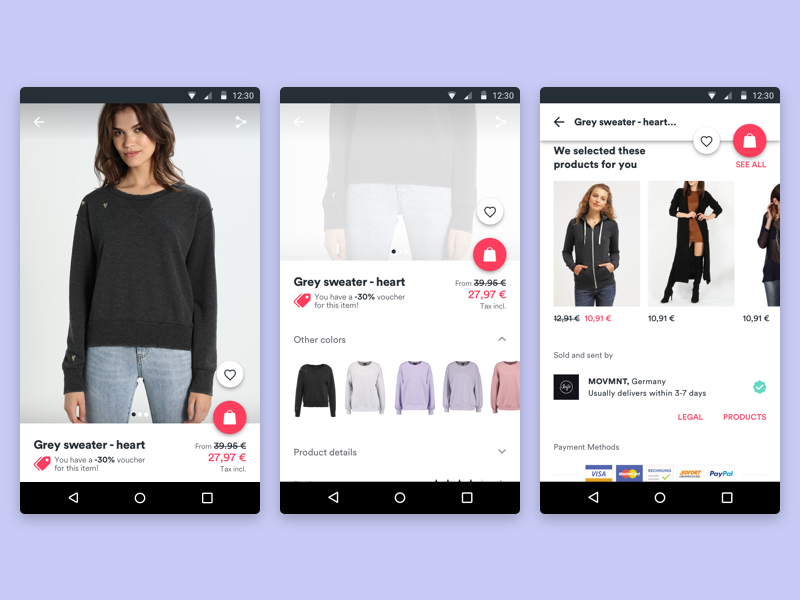 12:30
Grey sweater - heart
You have a -30% voucher
for this item!
From 39.95 €
27,97 €
Tax incl.
12:30
Grey sweater - heart
You have a -30% voucher
for this item!
From 39.95 €
27,97 €
Tax incl.
Other colors
Product details
12:30
Grey sweater - heart...
We selected these
products for you
SEE ALL
12,91 € 10,91 €
10,91 €
10,91 €
Sold and sent by
MOVMNT, Germany
Usually delivers within 3-7 days
LEGAL
PRODUCTS
Payment Methods
VISA
MasterCard
RECHNUNG
SOFORT
PayPal